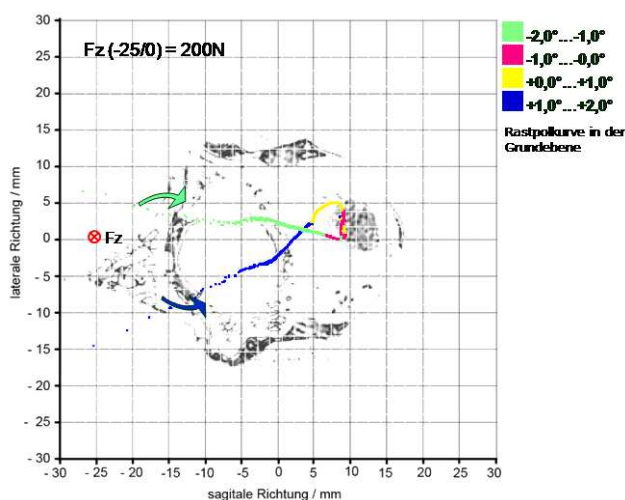 Fz (-25/0) = 200N
-2,0°...-1,0°
-1,0°...-0,0°
+0,0°...+1,0°
+1,0°...+2,0°
Rastpolkurve in der
Grundebene
Fz
laterale Richtung / mm
30
25
20
15
10
5
0
- 5
- 10
- 15
- 20
- 25
- 30
- 30 - 25 - 20 -15 -10 - 5 0 5 10 15 20 25 30
sagitale Richtung / mm